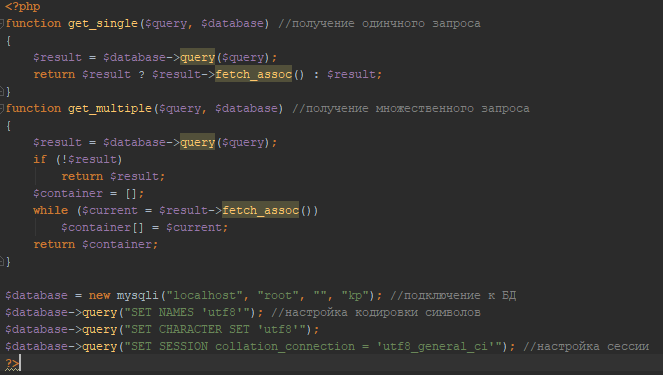 <?php
function get_single($query, $database) //получение одинчного запроса
{
    $result = $database->query($query);
    return $result ? $result->fetch_assoc() : $result;
}
function get_multiple($query, $database) //получение множественного запроса
{
    $result = $database->query($query);
    if (!$result)
        return $result;
    $container = [];
    while ($current = $result->fetch_assoc())
        $container[] = $current;
    return $container;
}

$database = new mysqli("localhost", "root", "", "kp"); //подключение к БД
$database->query("SET NAMES 'utf8'"); //настройка кодировки символов
$database->query("SET CHARACTER SET 'utf8'");
$database->query("SET SESSION collation_connection = 'utf8_general_ci'"); //настройка сессии
?>